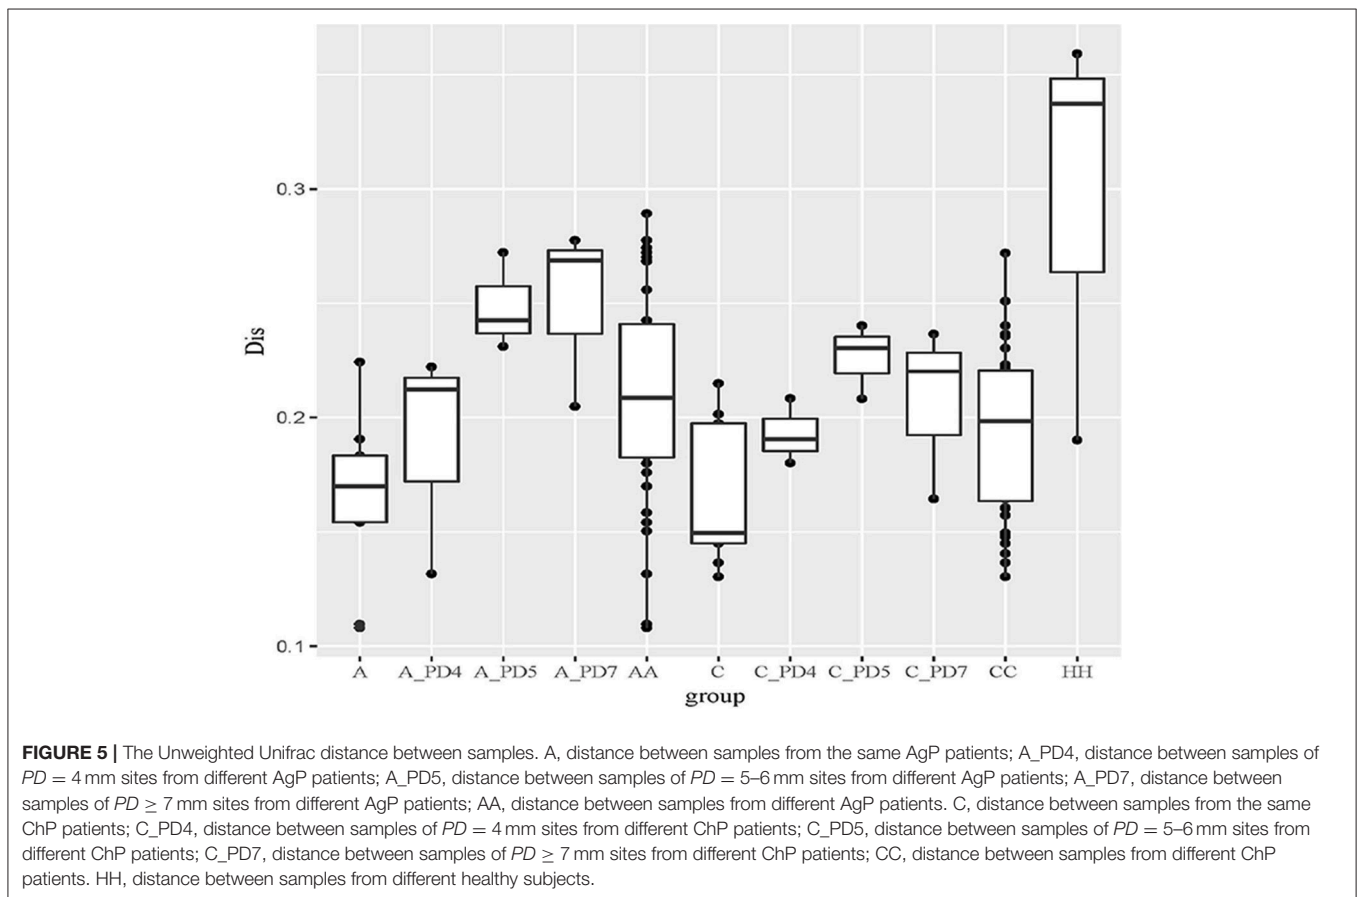 0.3
0.2
0.1
Dis
A A_PD4 A_PD5 A_PD7 AA C C_PD4 C_PD5 C_PD7 CC HH
group
FIGURE 5 | The Unweighted Unifrac distance between samples. A, distance between samples from the same AgP patients; A_PD4, distance between samples of
PD = 4 mm sites from different AgP patients; A_PD5, distance between samples of PD = 5–6 mm sites from different AgP patients; A_PD7, distance between
samples of PD ≥ 7 mm sites from different AgP patients; AA, distance between samples from different AgP patients. C, distance between samples from the same
ChP patients; C_PD4, distance between samples of PD = 4 mm sites from different ChP patients; C_PD5, distance between samples of PD = 5–6 mm sites from
different ChP patients; C_PD7, distance between samples of PD ≥ 7 mm sites from different ChP patients; CC, distance between samples from different ChP
patients. HH, distance between samples from different healthy subjects.